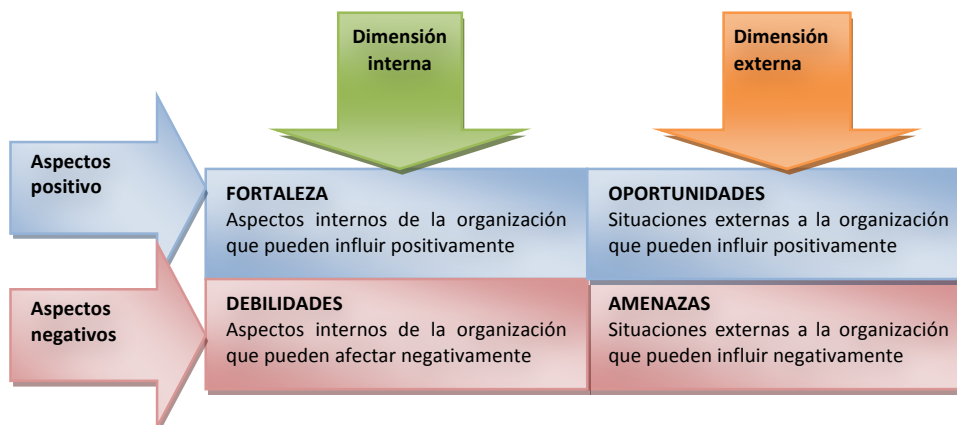 Dimensión
interna
Dimensión
externa
Aspectos
positivo
FORTALEZA
Aspectos internos de la organización
que pueden influir positivamente
OPORTUNIDADES
Situaciones externas a la organización
que pueden influir positivamente
Aspectos
negativos
DEBILIDADES
Aspectos internos de la organización
que pueden afectar negativamente
AMENAZAS
Situaciones externas a la organización
que pueden influir negativamente